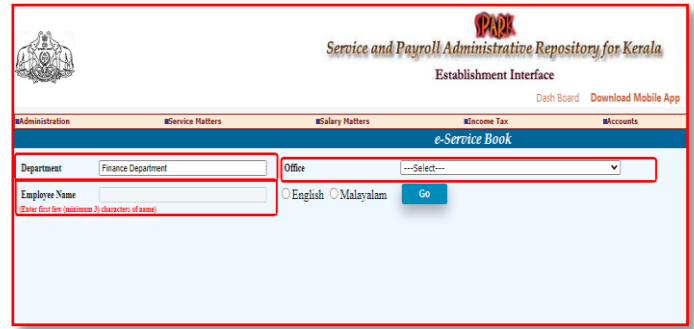 SPARK
Service and Payroll Administrative Repository for Kerala
Establishment Interface
Dash Board Download Mobile App
Administration Service Matters Salary Matters Income Tax Accounts
e-Service Book
Department Finance Department Office ---Select---
Employee Name English Malayalam Go
(Enter first few (minimum 3) characters of name)